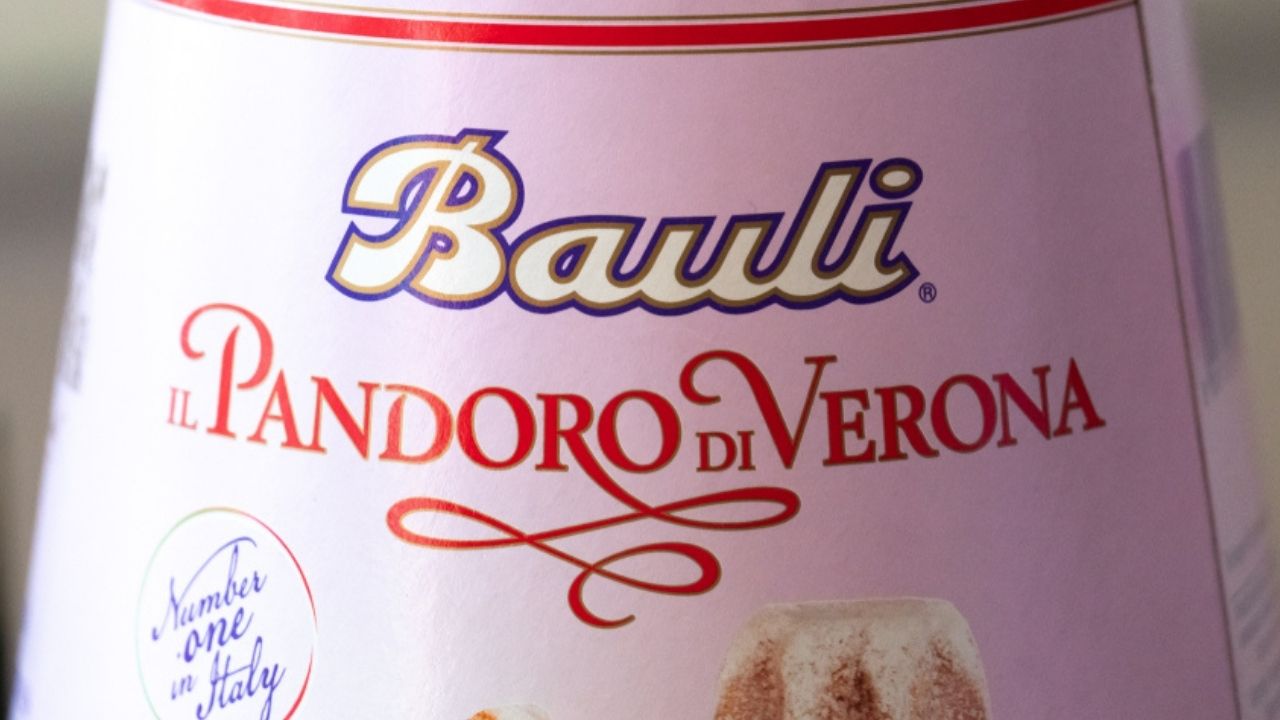 Bauli®
IL PANDORO DI VERONA
Number
one
in Italy